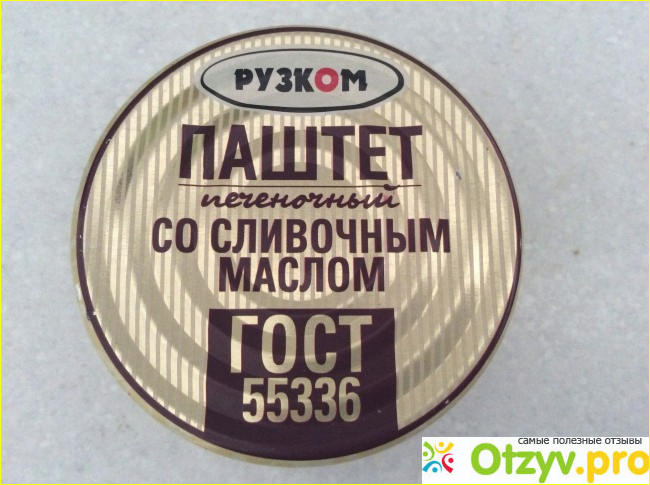 РУЗКОМ
ПАШТЕТ
печеночный
СО СЛИВОЧНЫМ
МАСЛОМ
ГОСТ
55336
самые полезные отзывы
Otzyv.pro